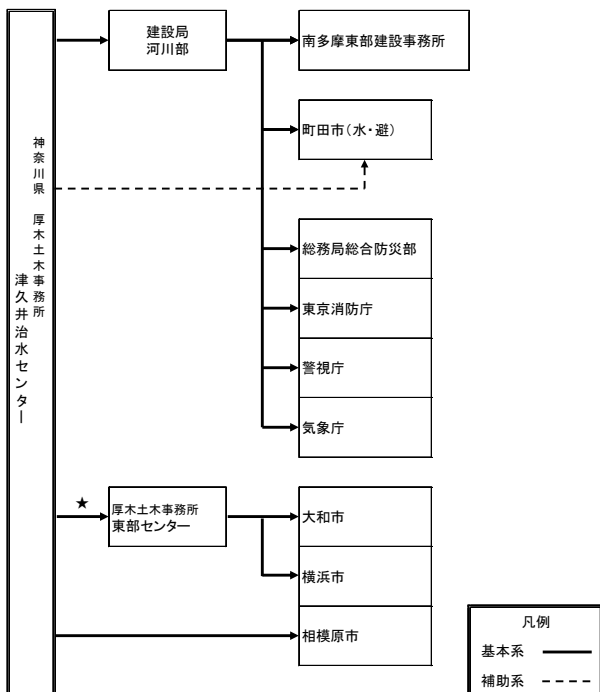 神奈川県 厚木土木事務所
津久井治水センター
建設局
河川部
南多摩東部建設事務所
町田市(水・避)
総務局総合防災部
東京消防庁
警視庁
気象庁
★
厚木土木事務所
東部センター
大和市
横浜市
相模原市
凡例
基本系
補助系